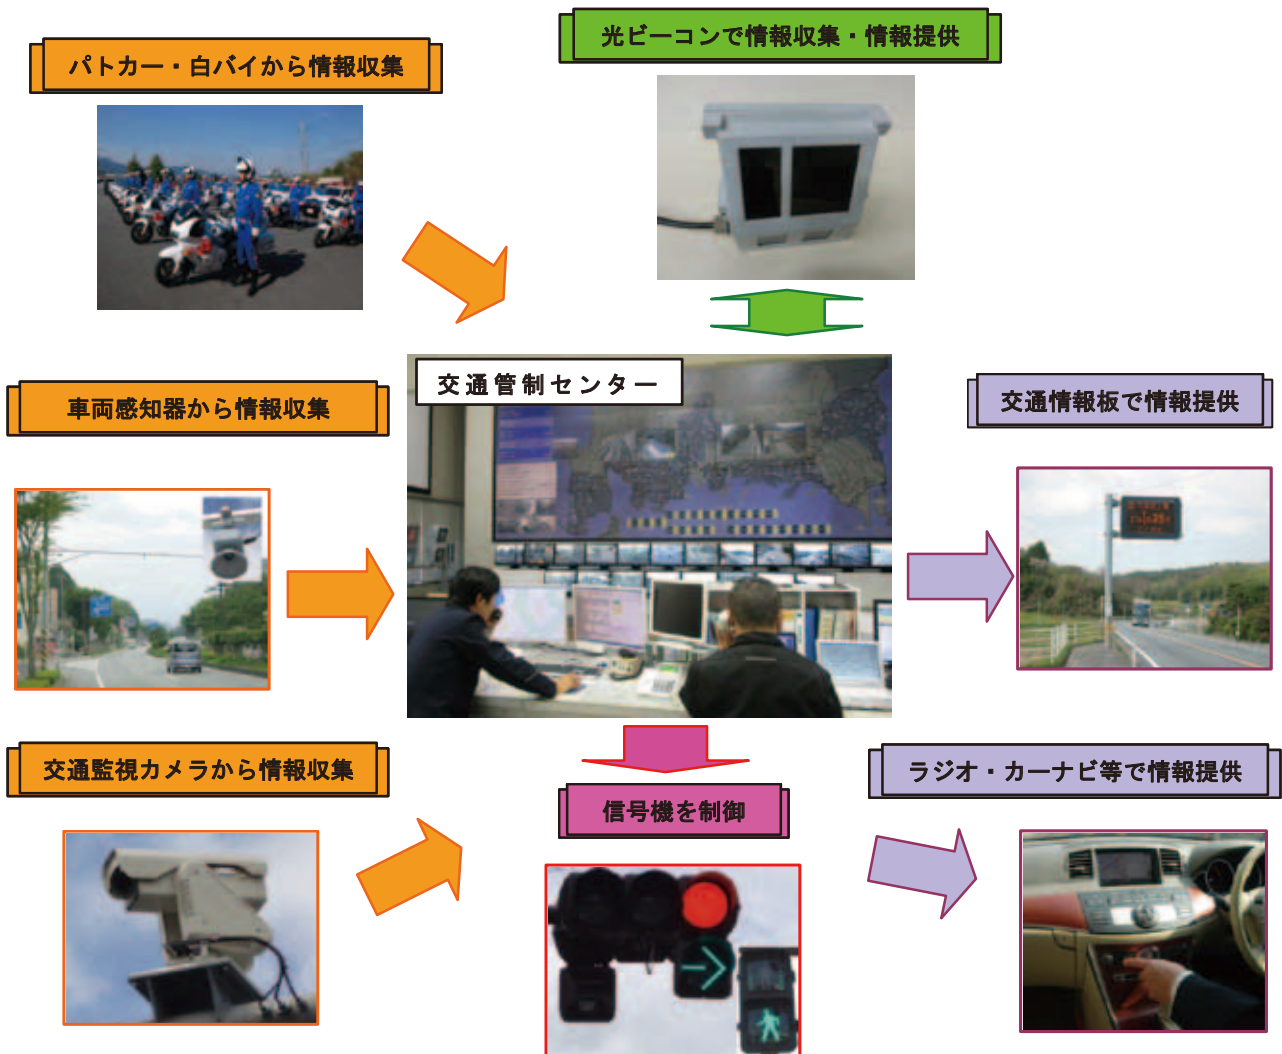 光ビーコンで情報収集・情報提供
パトカー・白バイから情報収集
交通管制センター
車両感知器から情報収集
交通情報板で情報提供
交通監視カメラから情報収集
信号機を制御
ラジオ・カーナビ等で情報提供